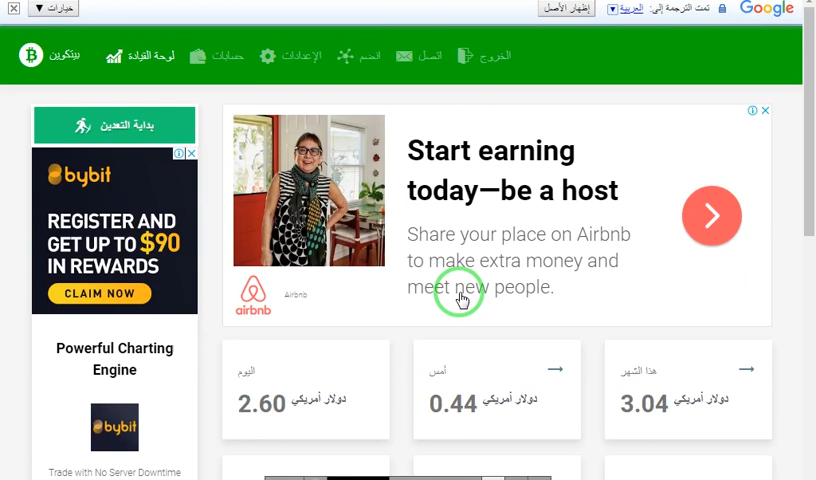 خيارات ▼
إظهار الأصل
تمت الترجمة إلى: العربية
Google
بيتكوين
لوحة القيادة
حسابات
الإعدادات
انضم
اتصل
الخروج
بداية التعدين
bybit
REGISTER AND
GET UP TO $90
IN REWARDS
CLAIM NOW
Powerful Charting
Engine
bybit
Trade with No Server Downtime
Start earning
today—be a host
Share your place on Airbnb
to make extra money and
meet new people.
airbnb
Airbnb
اليوم
2.60 دولار أمريكي
أمس
0.44 دولار أمريكي
هذا الشهر
3.04 دولار أمريكي